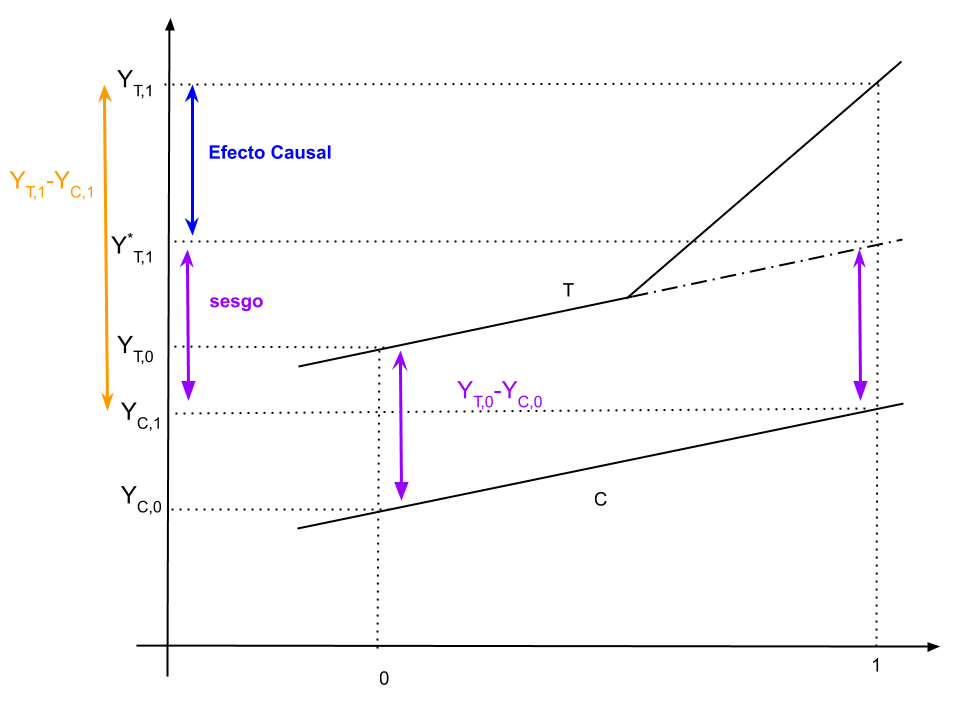 Y_T,1
Efecto Causal
Y_T,1-Y_C,1
Y*_T,1
T
sesgo
Y_T,0
Y_T,0-Y_C,0
Y_C,1
Y_C,0
C
0
1